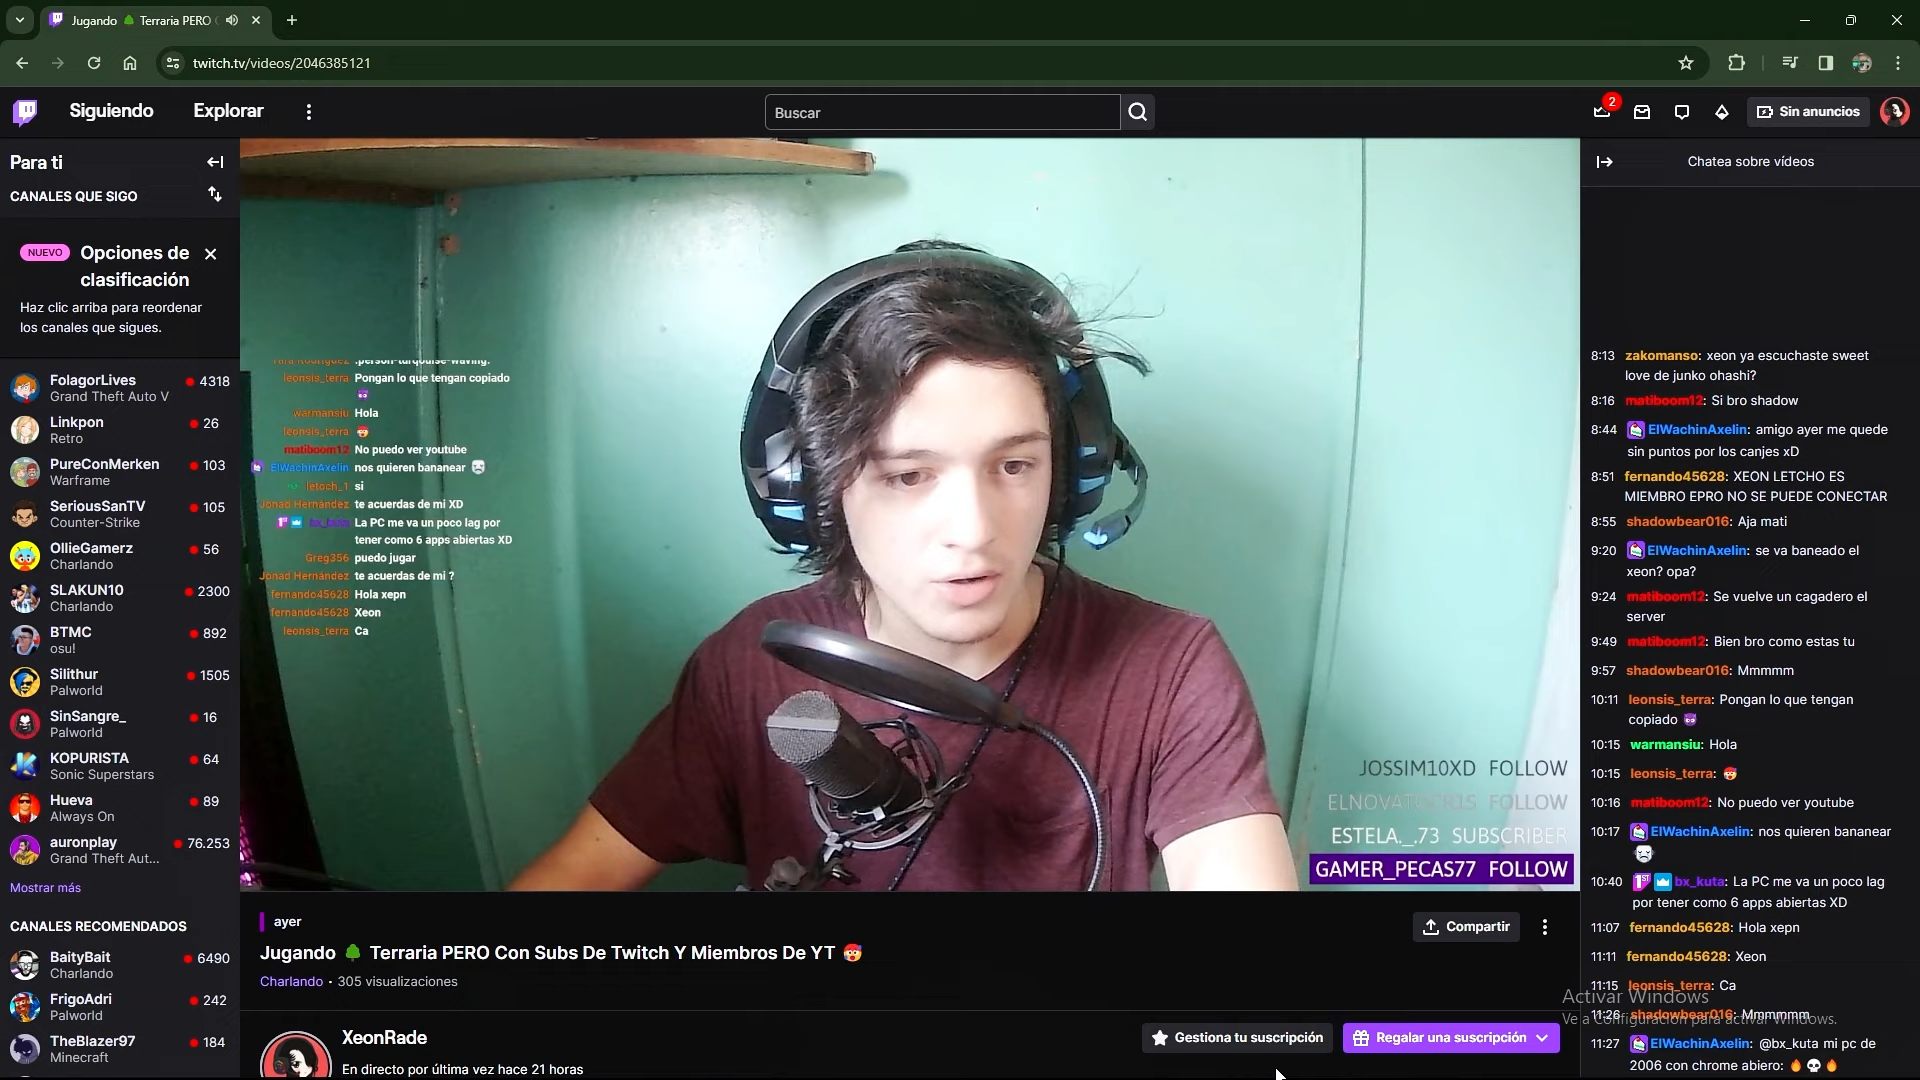 Jugando 🌲 Terraria PERO
twitch.tv/videos/2046385121
Siguiendo
Explorar
Buscar
2
Sin anuncios
Para ti
CANALES QUE SIGO
NUEVO
Opciones de
clasificación
Haz clic arriba para reordenar
los canales que sigues.
FolagorLives 4318
Grand Theft Auto V
Linkpon 26
Retro
PureConMerken 103
Warframe
SeriousSanTV 105
Counter-Strike
OllieGamerz 56
Charlando
SLAKUN10 2300
Charlando
BTMC 892
osu!
Silithur 1505
Palworld
SinSangre_ 16
Palworld
KOPURISTA 64
Sonic Superstars
Hueva 89
Always On
auronplay 76.253
Grand Theft Aut...
Mostrar más
CANALES RECOMENDADOS
BaityBait 6490
Charlando
FrigoAdri 242
Palworld
TheBlazer97 184
Minecraft
:person-turquoise-waving:
leonsis_terra Pongan lo que tengan copiado
😈
warmansiu Hola
leonsis_terra
matiboom12 No puedo ver youtube
ElWachinAxelin nos quieren bananear
letoch_1 si
Jonad Hernández te acuerdas de mi XD
bx_kuta La PC me va un poco lag por
tener como 6 apps abiertas XD
Greg356 puedo jugar
Jonad Hernández te acuerdas de mi ?
fernando45628 Hola xepn
fernando45628 Xeon
leonsis_terra Ca
JOSSIM10XD FOLLOW
FOLLOW
ESTELA._.73 SUBSCRIBER
GAMER_PECAS77 FOLLOW
ayer
Jugando 🌲 Terraria PERO Con Subs De Twitch Y Miembros De YT 🥳
Charlando · 305 visualizaciones
Compartir
XeonRade
En directo por última vez hace 21 horas
Gestiona tu suscripción
Regalar una suscripción
Chatea sobre vídeos
8:13 zakomanso: xeon ya escuchaste sweet
love de junko ohashi?
8:16 matiboom12: Si bro shadow
8:44 ElWachinAxelin: amigo ayer me quede
sin puntos por los canjes xD
8:51 fernando45628: XEON LETCHO ES
MIEMBRO EPRO NO SE PUEDE CONECTAR
8:55 shadowbear016: Aja mati
9:20 ElWachinAxelin: se va baneado el
xeon? opa?
9:24 matiboom12: Se vuelve un cagadero el
server
9:49 matiboom12: Bien bro como estas tu
9:57 shadowbear016: Mmmmm
10:11 leonsis_terra: Pongan lo que tengan
copiado 😈
10:15 warmansiu: Hola
10:15 leonsis_terra:
10:16 matiboom12: No puedo ver youtube
10:17 ElWachinAxelin: nos quieren bananear
10:40 bx_kuta: La PC me va un poco lag
por tener como 6 apps abiertas XD
11:07 fernando45628: Hola xepn
11:11 fernando45628: Xeon
11:15 leonsis_terra: Ca
Activar Windows
11:26 shadowbear016: Mmmmmm
Ve a Configuración para activar Windows.
11:27 ElWachinAxelin: @bx_kuta mi pc de
2006 con chrome abiero: 🔥💀🔥